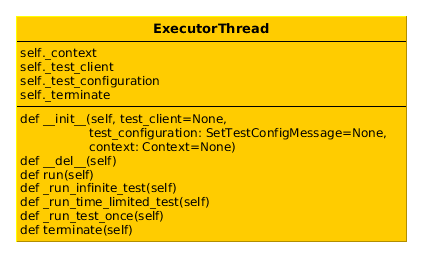 ExecutorThread
self._context
self._test_client
self._test_configuration
self._terminate
def __init__(self, test_client=None,
test_configuration: SetTestConfigMessage=None,
context: Context=None)
def __del__(self)
def run(self)
def _run_infinite_test(self)
def _run_time_limited_test(self)
def _run_test_once(self)
def terminate(self)